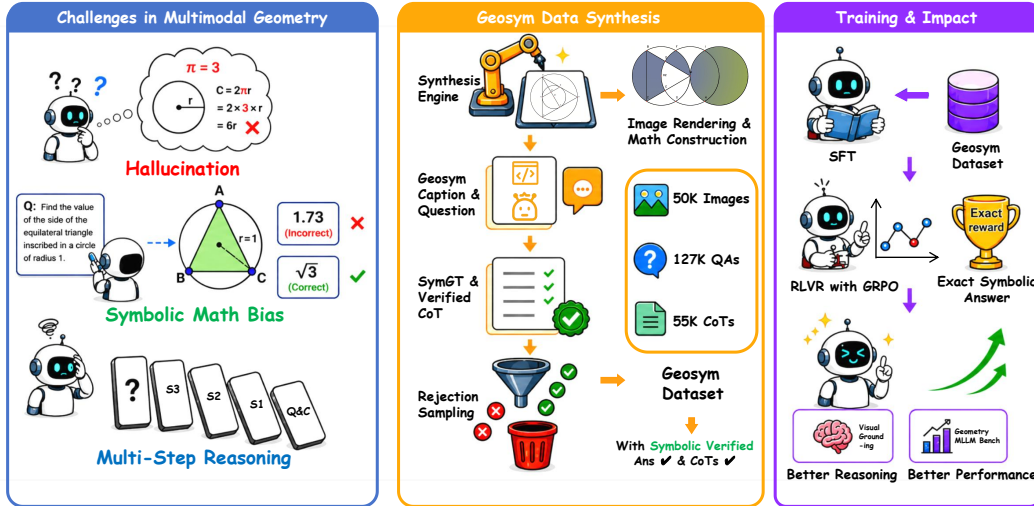 Challenges in Multimodal Geometry
? ? ?
π = 3
r
C = 2πr
= 2 × 3 × r
= 6r
Hallucination
Q: Find the value
of the side of the
equilateral triangle
inscribed in a circle
of radius 1.
A
r=1
B
C
1.73
(Incorrect)
√3
(Correct)
Symbolic Math Bias
?
S3
S2
S1
Q&C
Multi-Step Reasoning
Geosym Data Synthesis
Synthesis
Engine
Image Rendering &
Math Construction
Geosym
Caption &
Question
</>
50K Images
?
127K QAs
55K CoTs
SymGT &
Verified
CoT
Rejection
Sampling
Geosym
Dataset
With Symbolic Verified
Ans ✔ & CoTs ✔
Training & Impact
SFT
Geosym
Dataset
Exact
reward
RLVR with GRPO
Exact Symbolic
Answer
Visual
Ground
-ing
Geometry
MLLM Bench
Better Reasoning
Better Performance